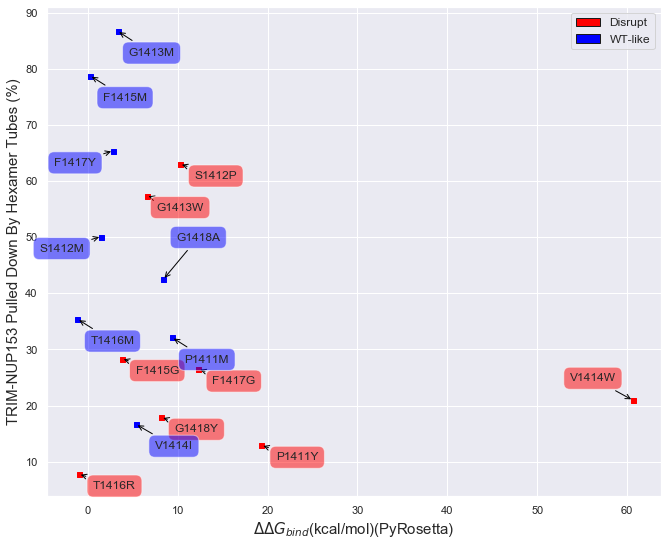 90
80
70
60
50
40
30
20
10
TRIM-NUP153 Pulled Down By Hexamer Tubes (%)
Disrupt
WT-like
G1413M
F1415M
F1417Y
S1412P
G1413W
G1418A
S1412M
T1416M
P1411M
F1415G
F1417G
V1414W
G1418Y
V1414I
P1411Y
T1416R
0 10 20 30 40 50 60
ΔΔG_bind(kcal/mol)(PyRosetta)